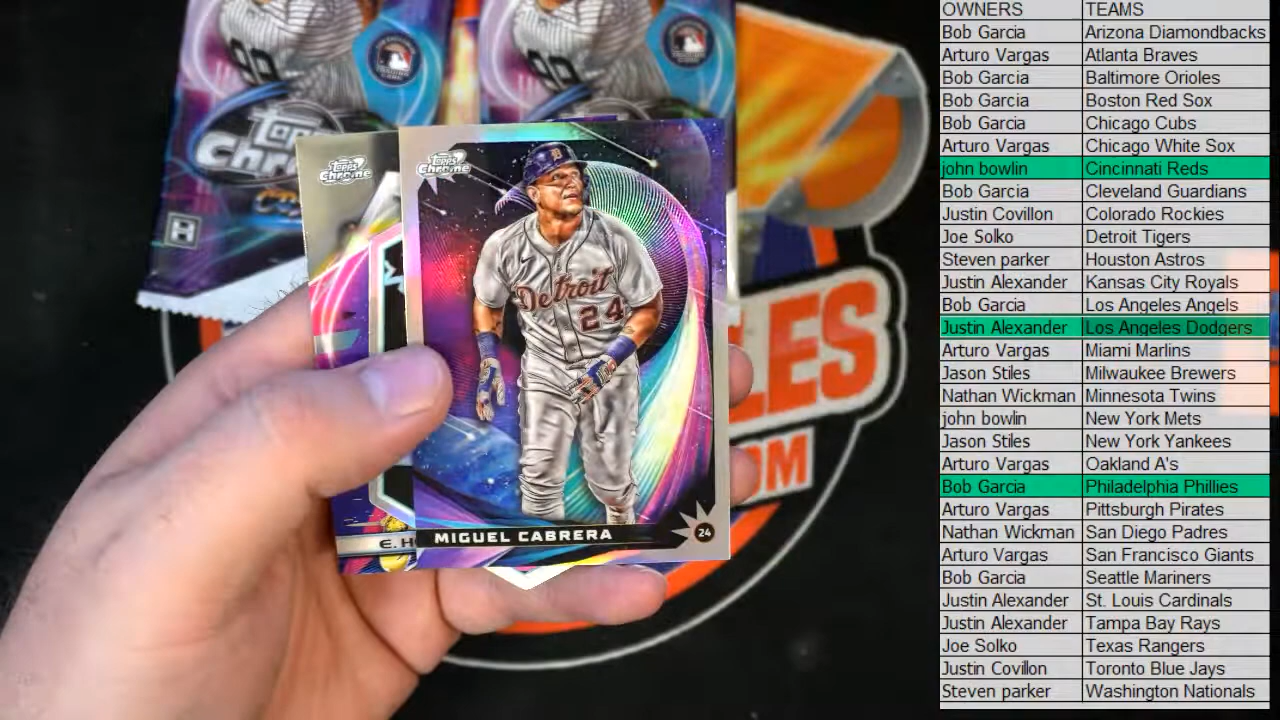 Topps
Chrome
H
Topps
Chrome
Topps
Chrome
Detroit
24
E. H
MIGUEL CABRERA
24
LES
OM
OWNERS TEAMS
Bob Garcia Arizona Diamondbacks
Arturo Vargas Atlanta Braves
Bob Garcia Baltimore Orioles
Bob Garcia Boston Red Sox
Bob Garcia Chicago Cubs
Arturo Vargas Chicago White Sox
john bowlin Cincinnati Reds
Bob Garcia Cleveland Guardians
Justin Covillon Colorado Rockies
Joe Solko Detroit Tigers
Steven parker Houston Astros
Justin Alexander Kansas City Royals
Bob Garcia Los Angeles Angels
Justin Alexander Los Angeles Dodgers
Arturo Vargas Miami Marlins
Jason Stiles Milwaukee Brewers
Nathan Wickman Minnesota Twins
john bowlin New York Mets
Jason Stiles New York Yankees
Arturo Vargas Oakland A's
Bob Garcia Philadelphia Phillies
Arturo Vargas Pittsburgh Pirates
Nathan Wickman San Diego Padres
Arturo Vargas San Francisco Giants
Bob Garcia Seattle Mariners
Justin Alexander St. Louis Cardinals
Justin Alexander Tampa Bay Rays
Joe Solko Texas Rangers
Justin Covillon Toronto Blue Jays
Steven parker Washington Nationals